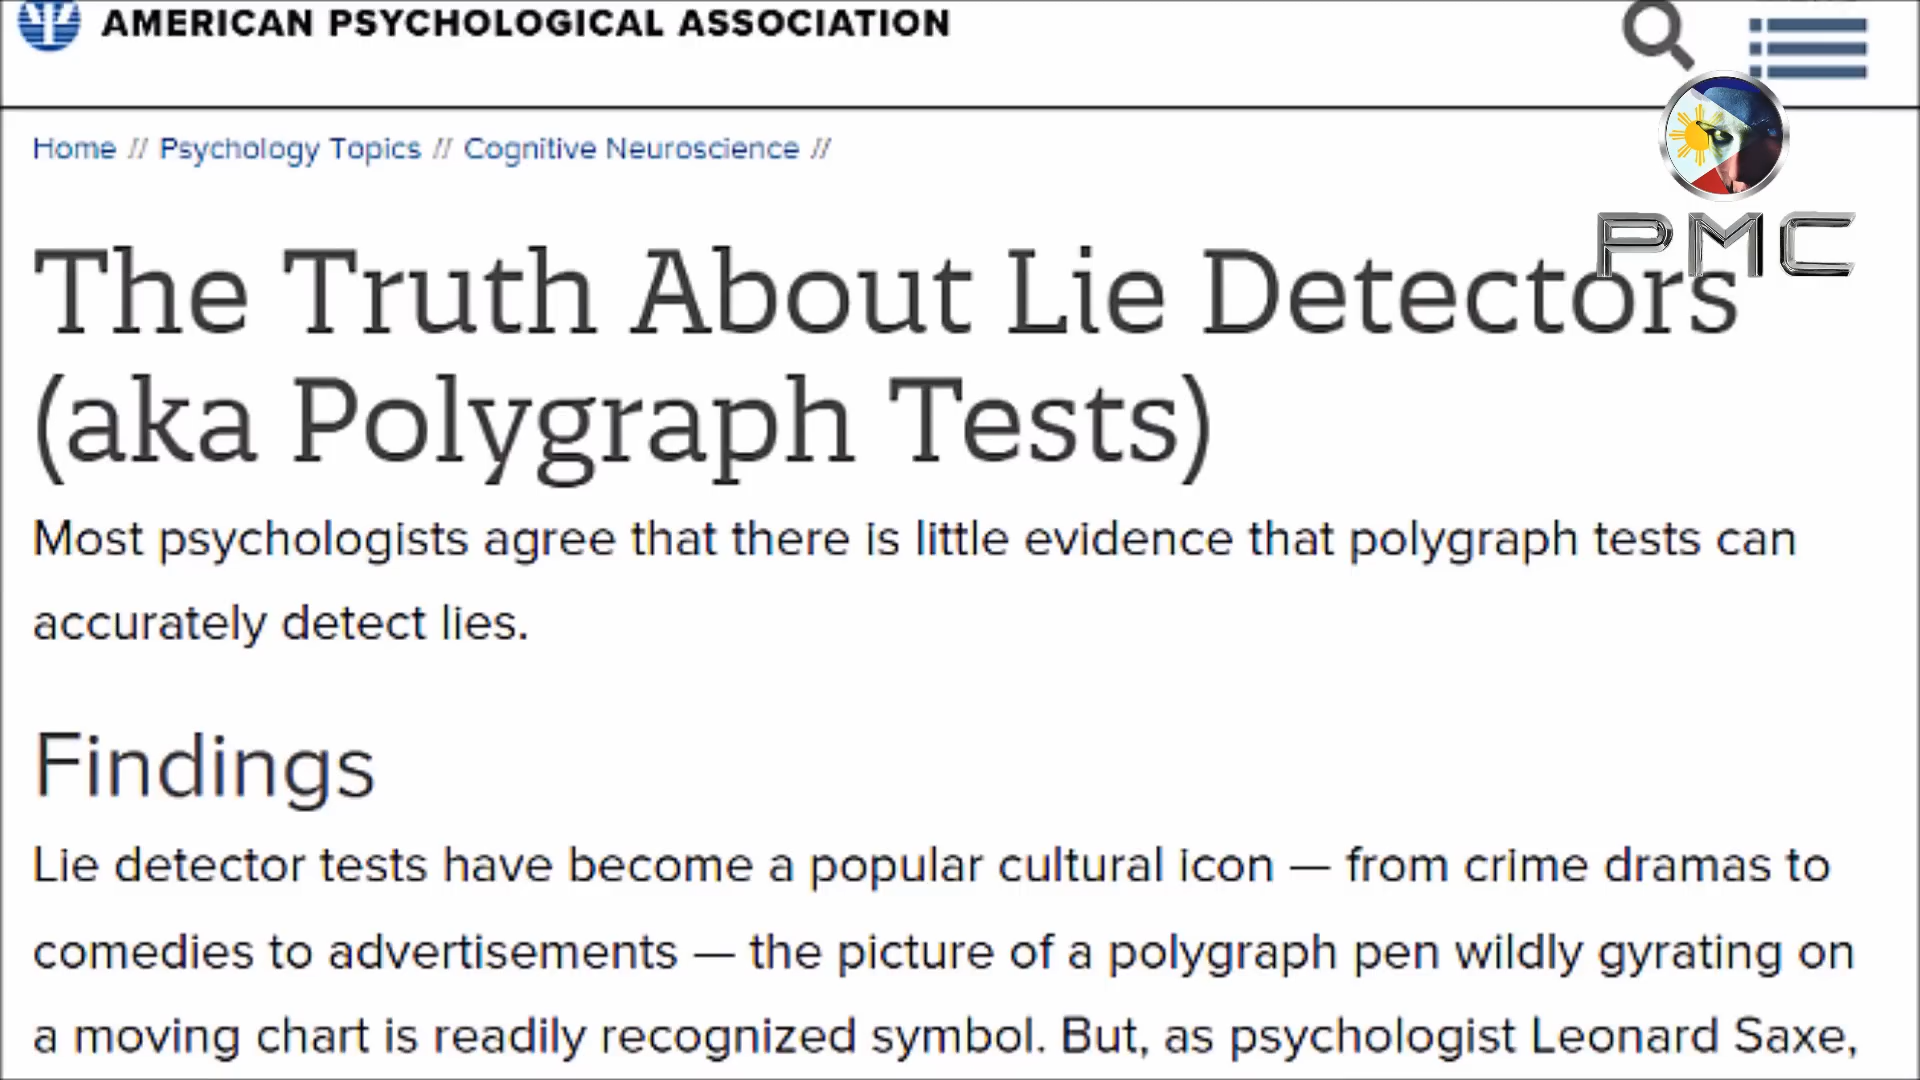 AMERICAN PSYCHOLOGICAL ASSOCIATION
Home // Psychology Topics // Cognitive Neuroscience //
PMC
The Truth About Lie Detectors
(aka Polygraph Tests)
Most psychologists agree that there is little evidence that polygraph tests can
accurately detect lies.
Findings
Lie detector tests have become a popular cultural icon — from crime dramas to
comedies to advertisements — the picture of a polygraph pen wildly gyrating on
a moving chart is readily recognized symbol. But, as psychologist Leonard Saxe,